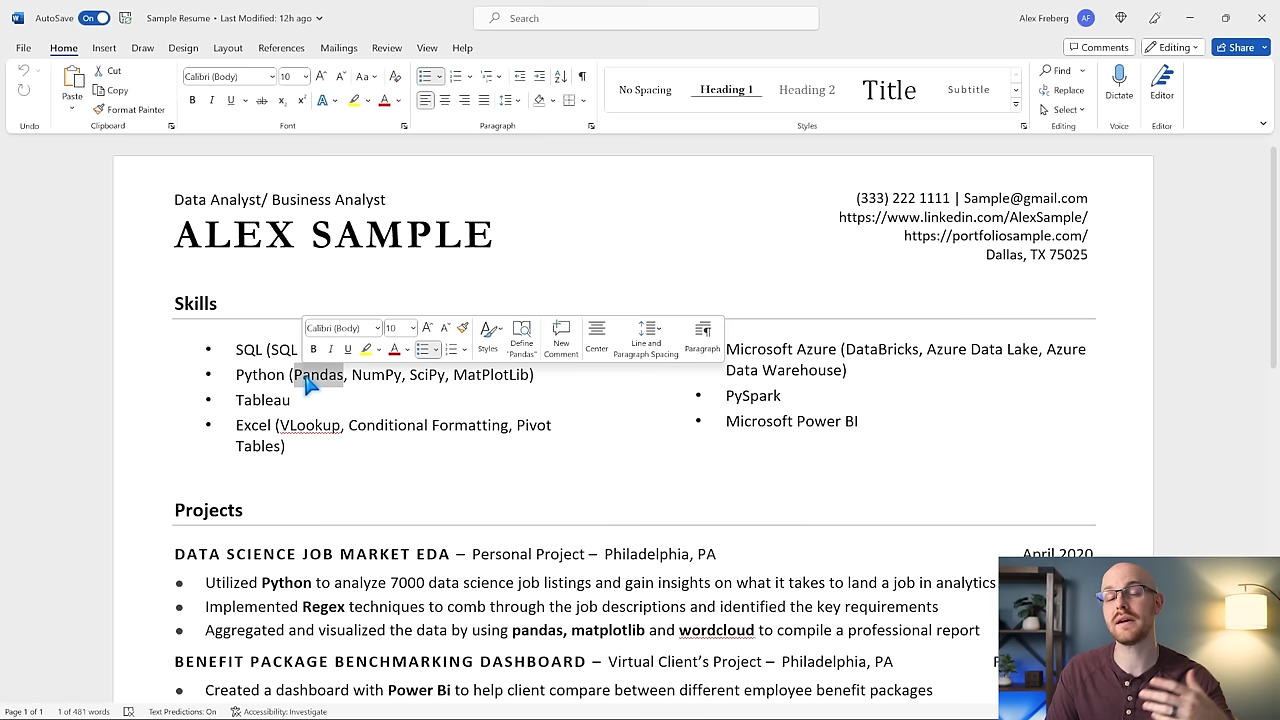 AutoSave On Sample Resume • Last Modified: 12h ago Search Alex Freberg AF
File Home Insert Draw Design Layout References Mailings Review View Help Comments Editing Share
Paste Cut Copy Format Painter
Calibri (Body) 10 Aa
B I U ab x₂ x² A A
No Spacing Heading 1 Heading 2 Title Subtitle
Find Replace Select Dictate Editor
Undo Clipboard Font Paragraph Styles Editing Voice Editor
Data Analyst/ Business Analyst
ALEX SAMPLE
(333) 222 1111 | Sample@gmail.com
https://www.linkedin.com/AlexSample/
https://portfoliosample.com/
Dallas, TX 75025
Skills
Calibri (Body) 10
B I U A
Styles Define "Pandas" New Comment Center Line and Paragraph Spacing Paragraph
• SQL (SQL
• Python (Pandas, NumPy, SciPy, MatPlotLib)
• Tableau
• Excel (VLookup, Conditional Formatting, Pivot
Tables)
Microsoft Azure (DataBricks, Azure Data Lake, Azure
Data Warehouse)
• PySpark
• Microsoft Power BI
Projects
DATA SCIENCE JOB MARKET EDA – Personal Project – Philadelphia, PA April 2020
• Utilized Python to analyze 7000 data science job listings and gain insights on what it takes to land a job in analytics
• Implemented Regex techniques to comb through the job descriptions and identified the key requirements
• Aggregated and visualized the data by using pandas, matplotlib and wordcloud to compile a professional report
BENEFIT PACKAGE BENCHMARKING DASHBOARD – Virtual Client's Project – Philadelphia, PA
• Created a dashboard with Power Bi to help client compare between different employee benefit packages
Page 1 of 1 1 of 481 words Text Predictions: On Accessibility: Investigate